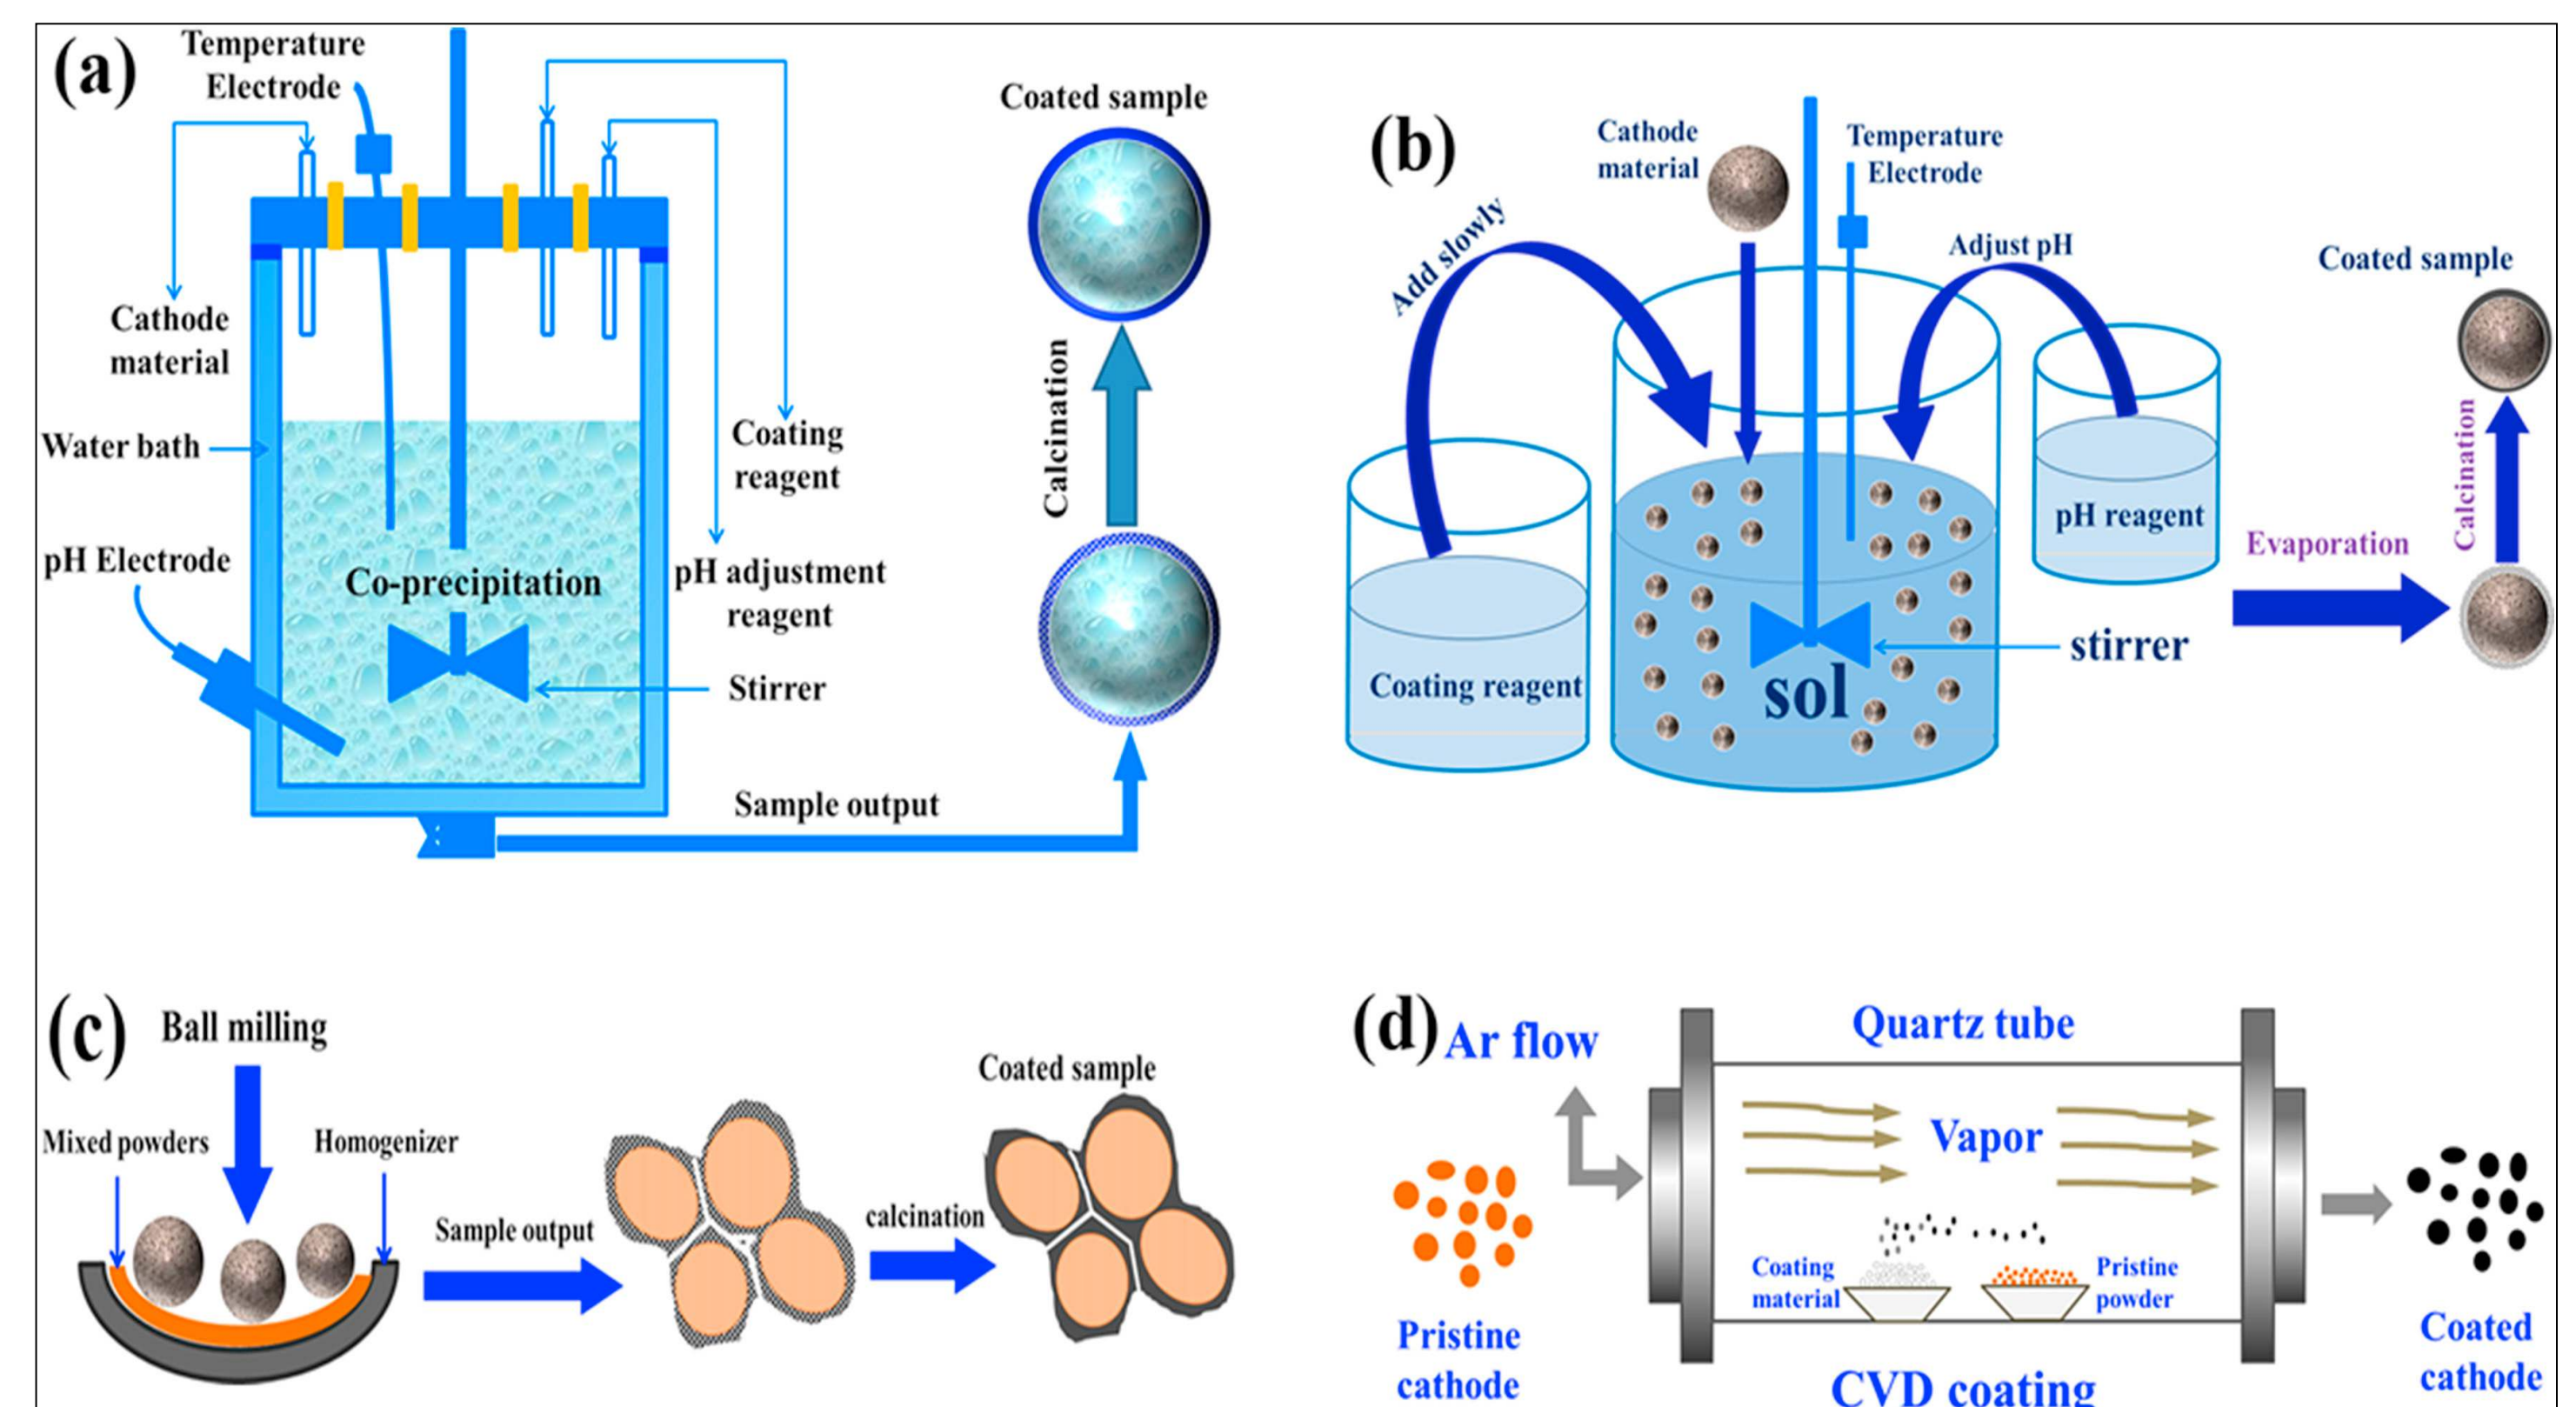 (a)
Temperature
Electrode
Cathode
material
Water bath
pH Electrode
Co-precipitation
Coating
reagent
pH adjustment
reagent
Stirrer
Sample output
Calcination
Coated sample
(b)
Cathode
material
Temperature
Electrode
Add slowly
Adjust pH
Coating reagent
sol
stirrer
pH reagent
Evaporation
Calcination
Coated sample
(c)
Ball milling
Mixed powders
Homogenizer
Sample output
calcination
Coated sample
(d)
Ar flow
Quartz tube
Vapor
Coating
material
Pristine
powder
Pristine
cathode
CVD coating
Coated
cathode